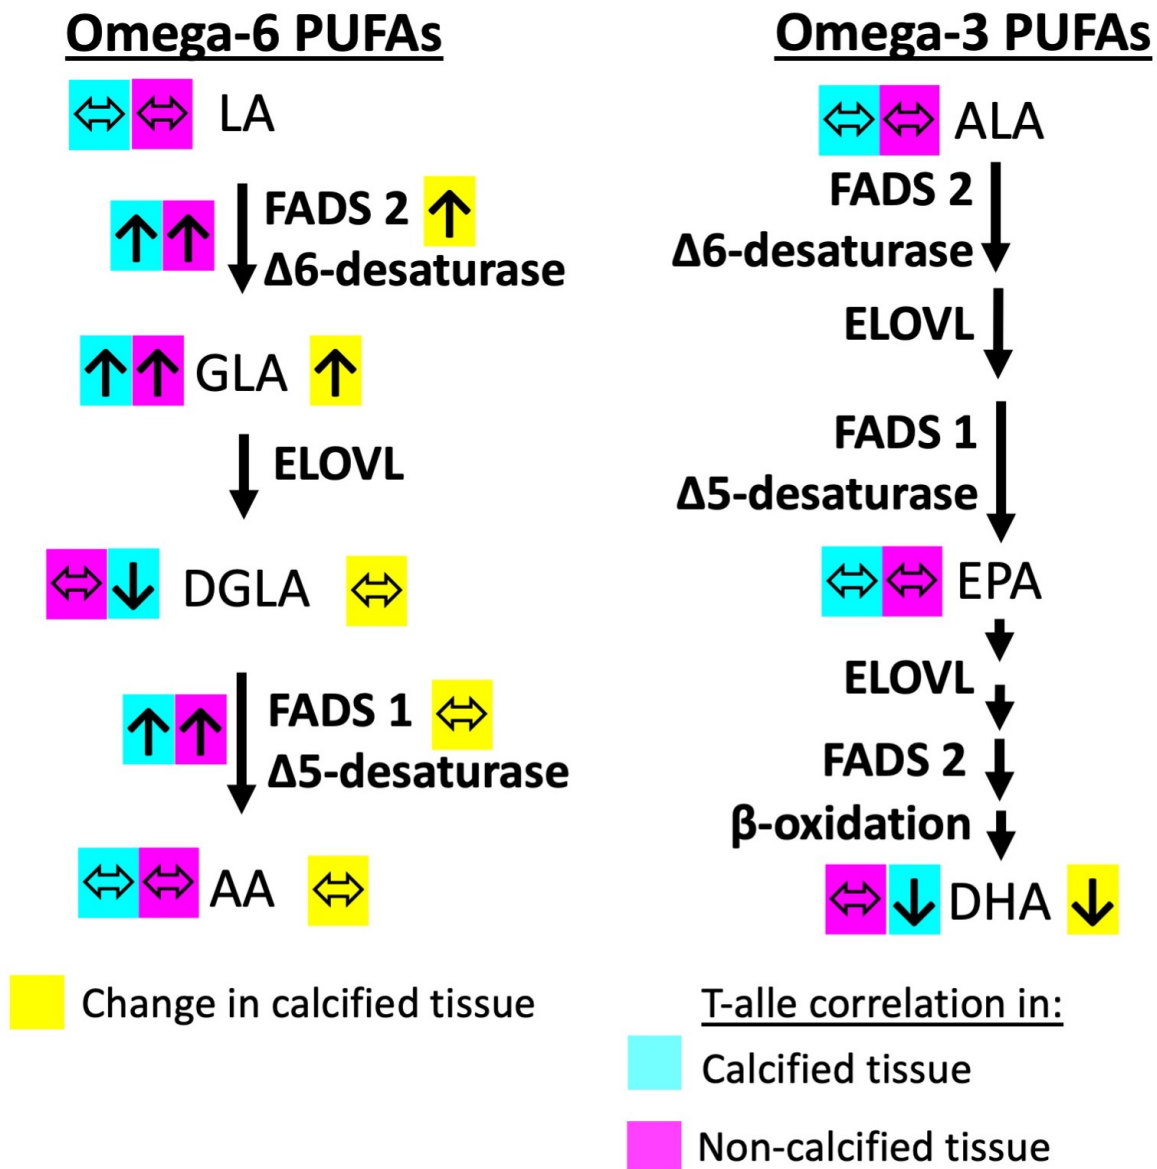 Omega-6 PUFAs
LA
FADS 2
Δ6-desaturase
GLA
ELOVL
DGLA
FADS 1
Δ5-desaturase
AA
Change in calcified tissue
Omega-3 PUFAs
ALA
FADS 2
Δ6-desaturase
ELOVL
FADS 1
Δ5-desaturase
EPA
ELOVL
FADS 2
β-oxidation
DHA
T-alle correlation in:
Calcified tissue
Non-calcified tissue